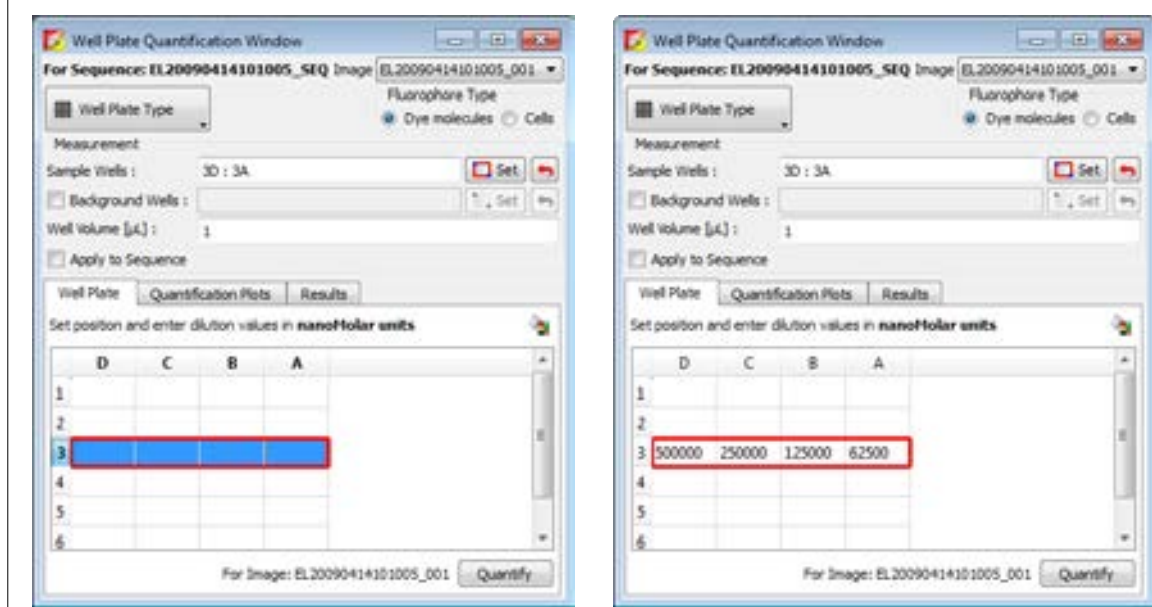 Well Plate Quantification Window
For Sequence: EL20090414101005_SEQ Image EL20090414101005_001
Well Plate Type
Fluorophore Type
Dye molecules Cells
Measurement
Sample Wells : 3D : 3A Set
Background Wells : Set
Well Volume [µL] : 1
Apply to Sequence
Well Plate Quantification Plots Results
Set position and enter dilution values in nanoMolar units
D C B A
1
2
3
4
5
6
For Image: EL20090414101005_001 Quantify
Well Plate Quantification Window
For Sequence: EL20090414101005_SEQ Image EL20090414101005_001
Well Plate Type
Fluorophore Type
Dye molecules Cells
Measurement
Sample Wells : 3D : 3A Set
Background Wells : Set
Well Volume [µL] : 1
Apply to Sequence
Well Plate Quantification Plots Results
Set position and enter dilution values in nanoMolar units
D C B A
1
2
3 500000 250000 125000 62500
4
5
6
For Image: EL20090414101005_001 Quantify